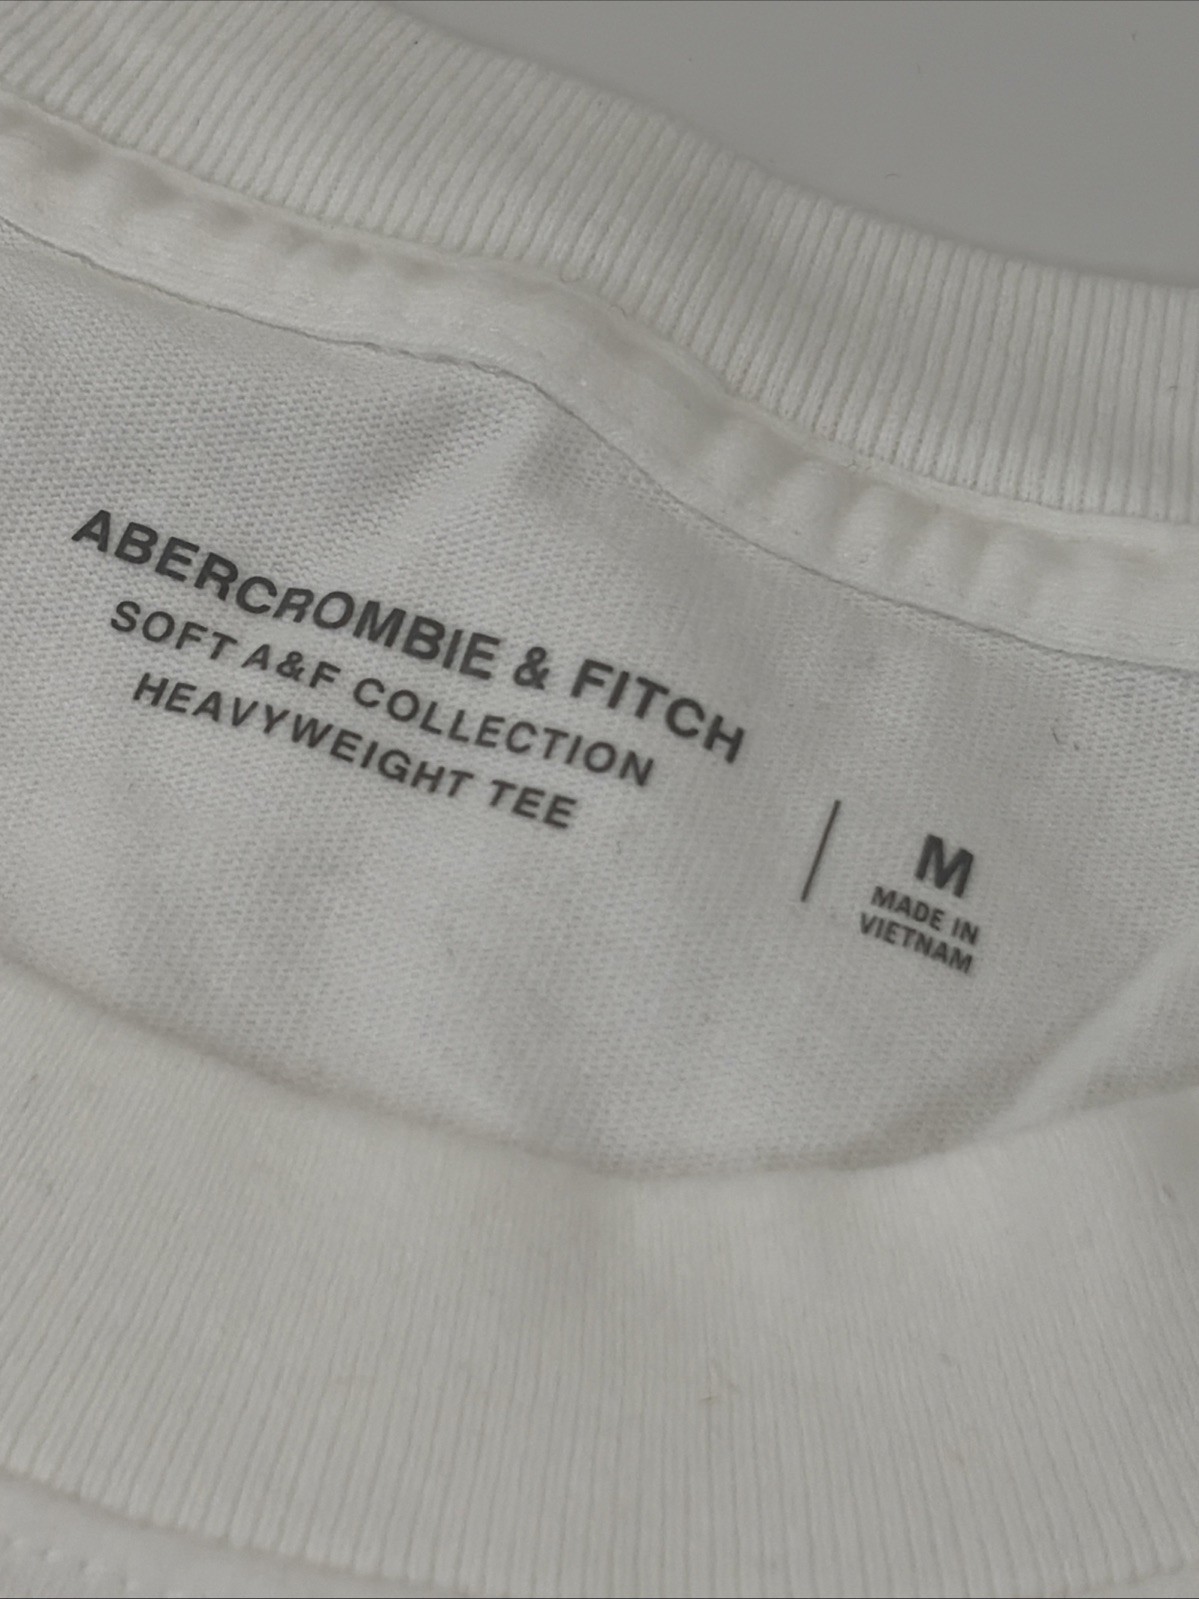 ABERCROMBIE & FITCH
SOFT A&F COLLECTION
HEAVYWEIGHT TEE
M
MADE IN
VIETNAM